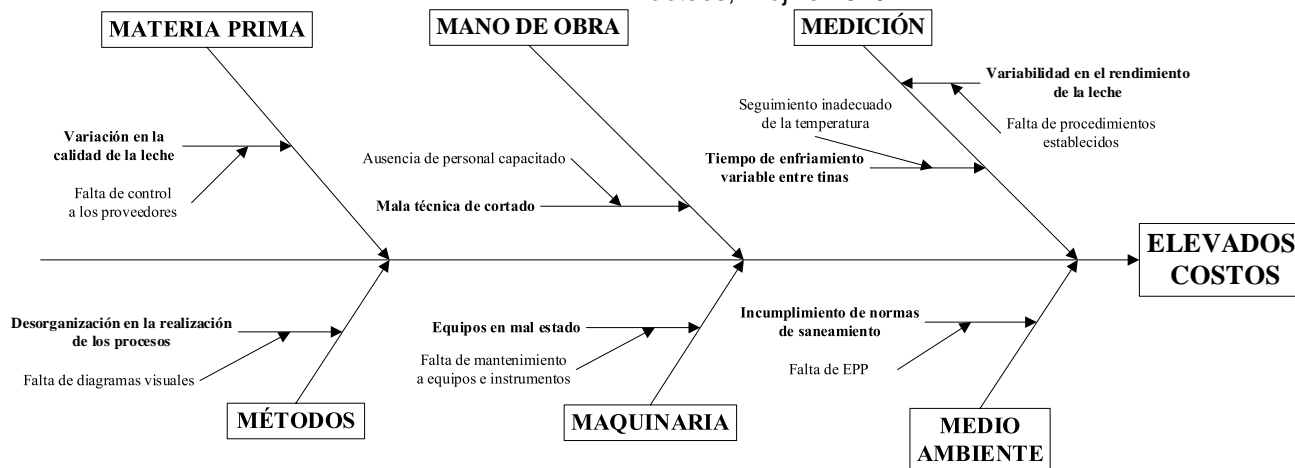 MATERIA PRIMA
MANO DE OBRA
MEDICIÓN
Variación en la
calidad de la leche
Falta de control
a los proveedores
Ausencia de personal capacitado
Mala técnica de cortado
Seguimiento inadecuado
de la temperatura
Tiempo de enfriamiento
variable entre tinas
Variabilidad en el rendimiento
de la leche
Falta de procedimientos
establecidos
ELEVADOS
COSTOS
Desorganización en la realización
de los procesos
Falta de diagramas visuales
MÉTODOS
Equipos en mal estado
Falta de mantenimiento
a equipos e instrumentos
MAQUINARIA
Incumplimiento de normas
de saneamiento
Falta de EPP
MEDIO
AMBIENTE